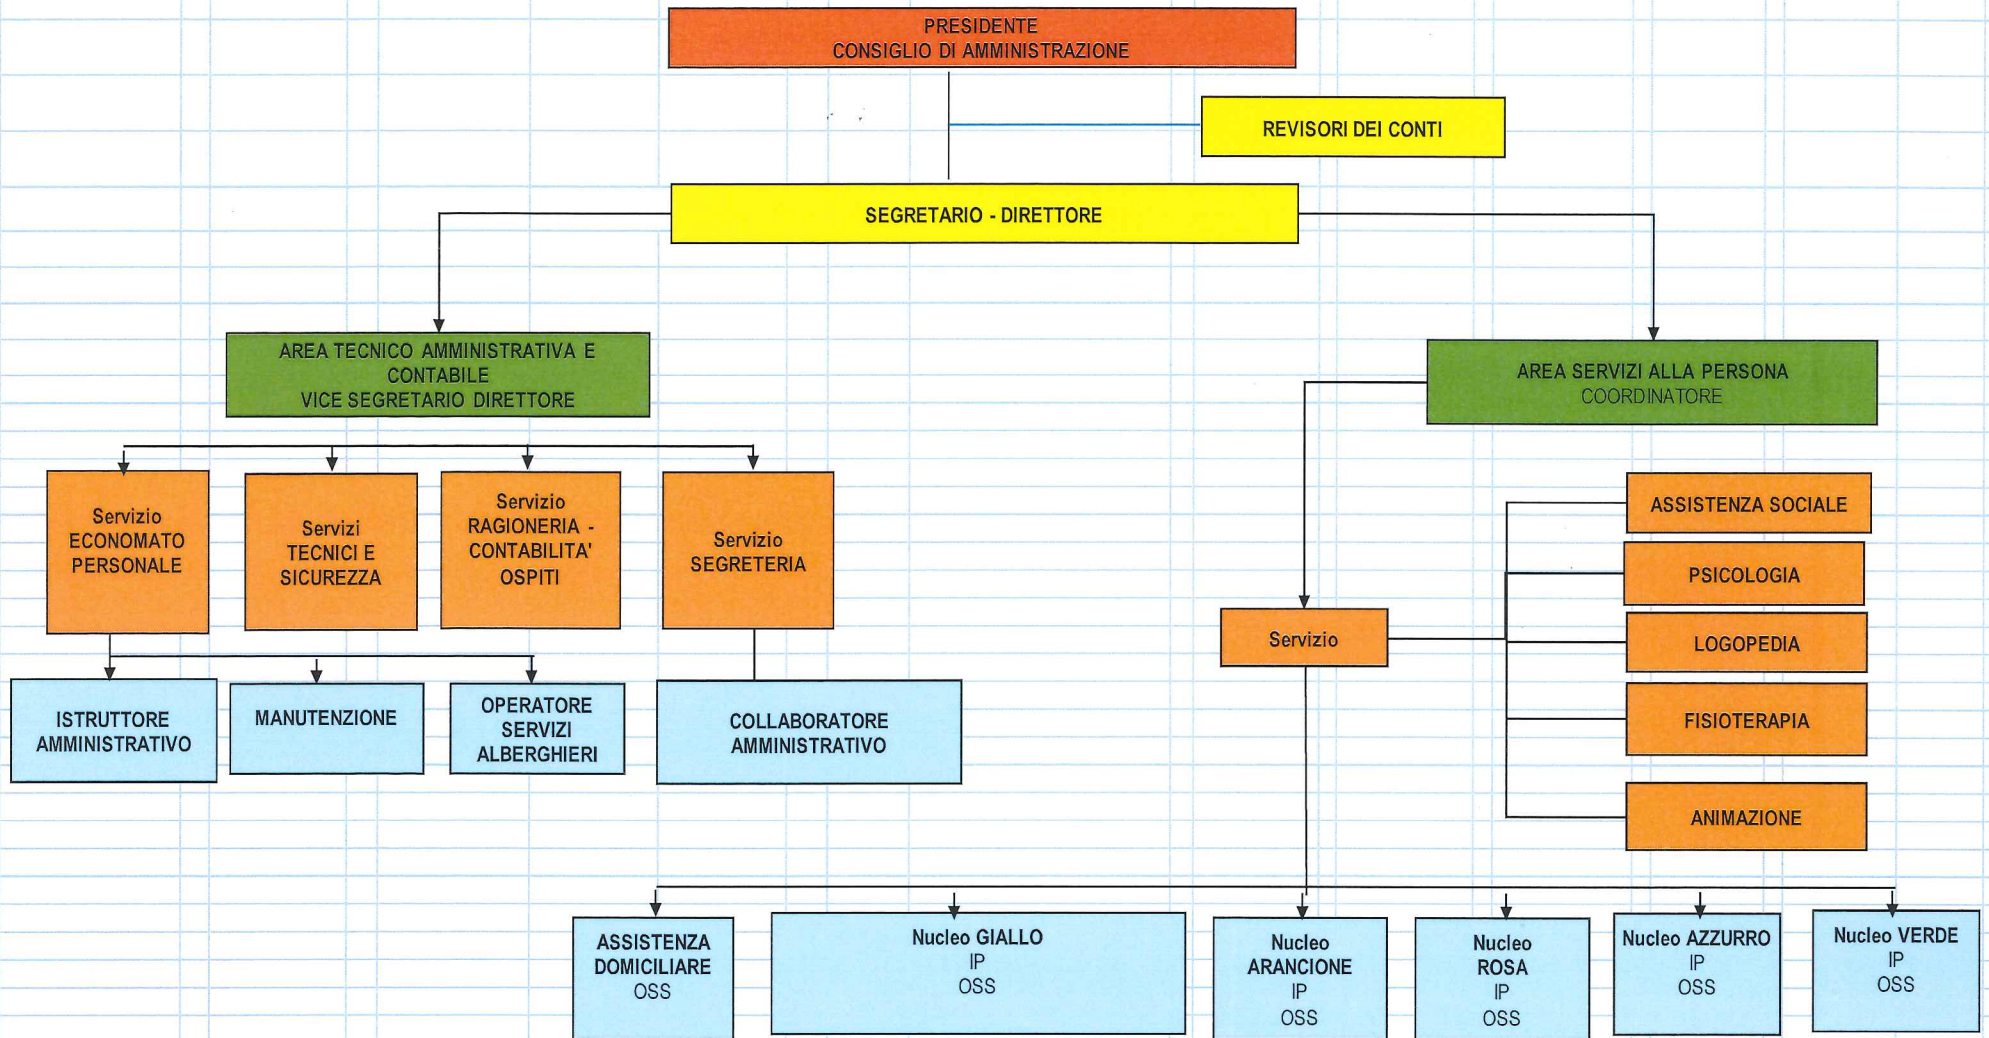 PRESIDENTE
CONSIGLIO DI AMMINISTRAZIONE
REVISORI DEI CONTI
SEGRETARIO - DIRETTORE
AREA TECNICO AMMINISTRATIVA E
CONTABILE
VICE SEGRETARIO DIRETTORE
AREA SERVIZI ALLA PERSONA
COORDINATORE
Servizio
ECONOMATO
PERSONALE
Servizi
TECNICI E
SICUREZZA
Servizio
RAGIONERIA -
CONTABILITA'
OSPITI
Servizio
SEGRETERIA
ASSISTENZA SOCIALE
PSICOLOGIA
LOGOPEDIA
FISIOTERAPIA
ANIMAZIONE
Servizio
ISTRUTTORE
AMMINISTRATIVO
MANUTENZIONE
OPERATORE
SERVIZI
ALBERGHIERI
COLLABORATORE
AMMINISTRATIVO
ASSISTENZA
DOMICILIARE
OSS
Nucleo GIALLO
IP
OSS
Nucleo
ARANCIONE
IP
OSS
Nucleo
ROSA
IP
OSS
Nucleo AZZURRO
IP
OSS
Nucleo VERDE
IP
OSS